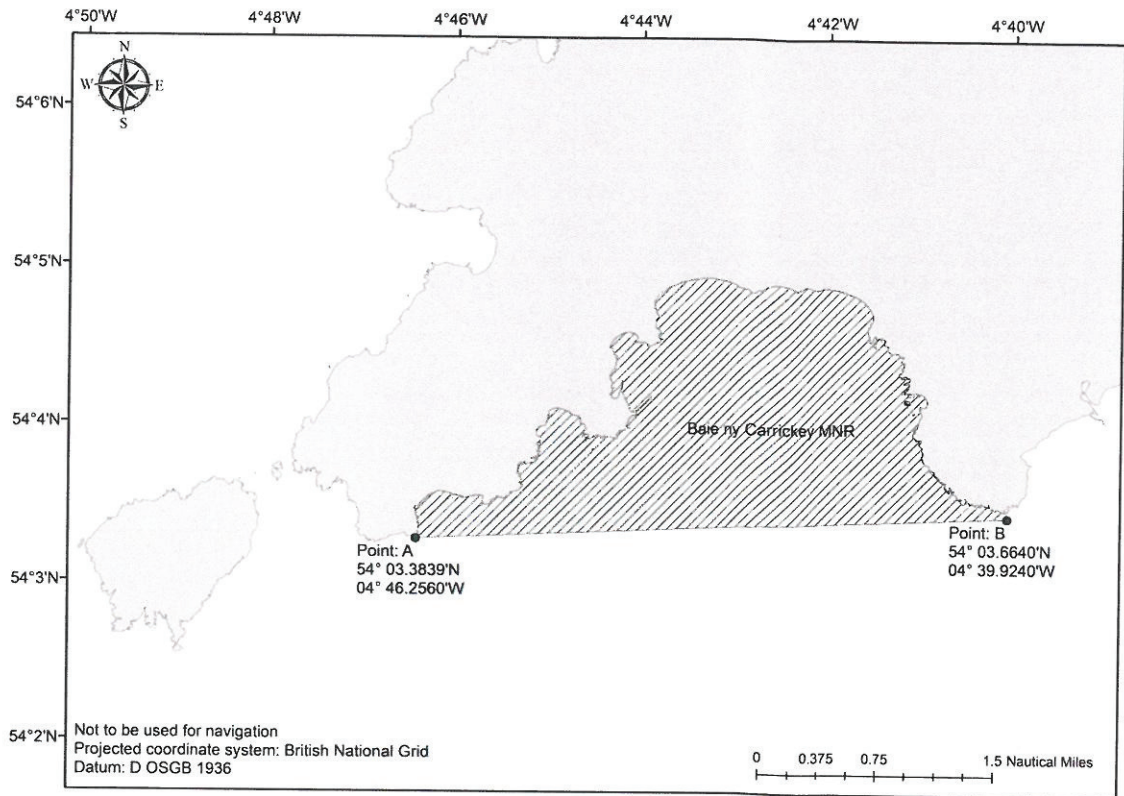 4°50'W 4°48'W 4°46'W 4°44'W 4°42'W 4°40'W
N
W E
S
54°6'N
54°5'N
54°4'N
54°3'N
54°2'N
Baie ny Carrickey MNR
Point: A
54° 03.3839'N
04° 46.2560'W
Point: B
54° 03.6640'N
04° 39.9240'W
Not to be used for navigation
Projected coordinate system: British National Grid
Datum: D OSGB 1936
0 0.375 0.75 1.5 Nautical Miles